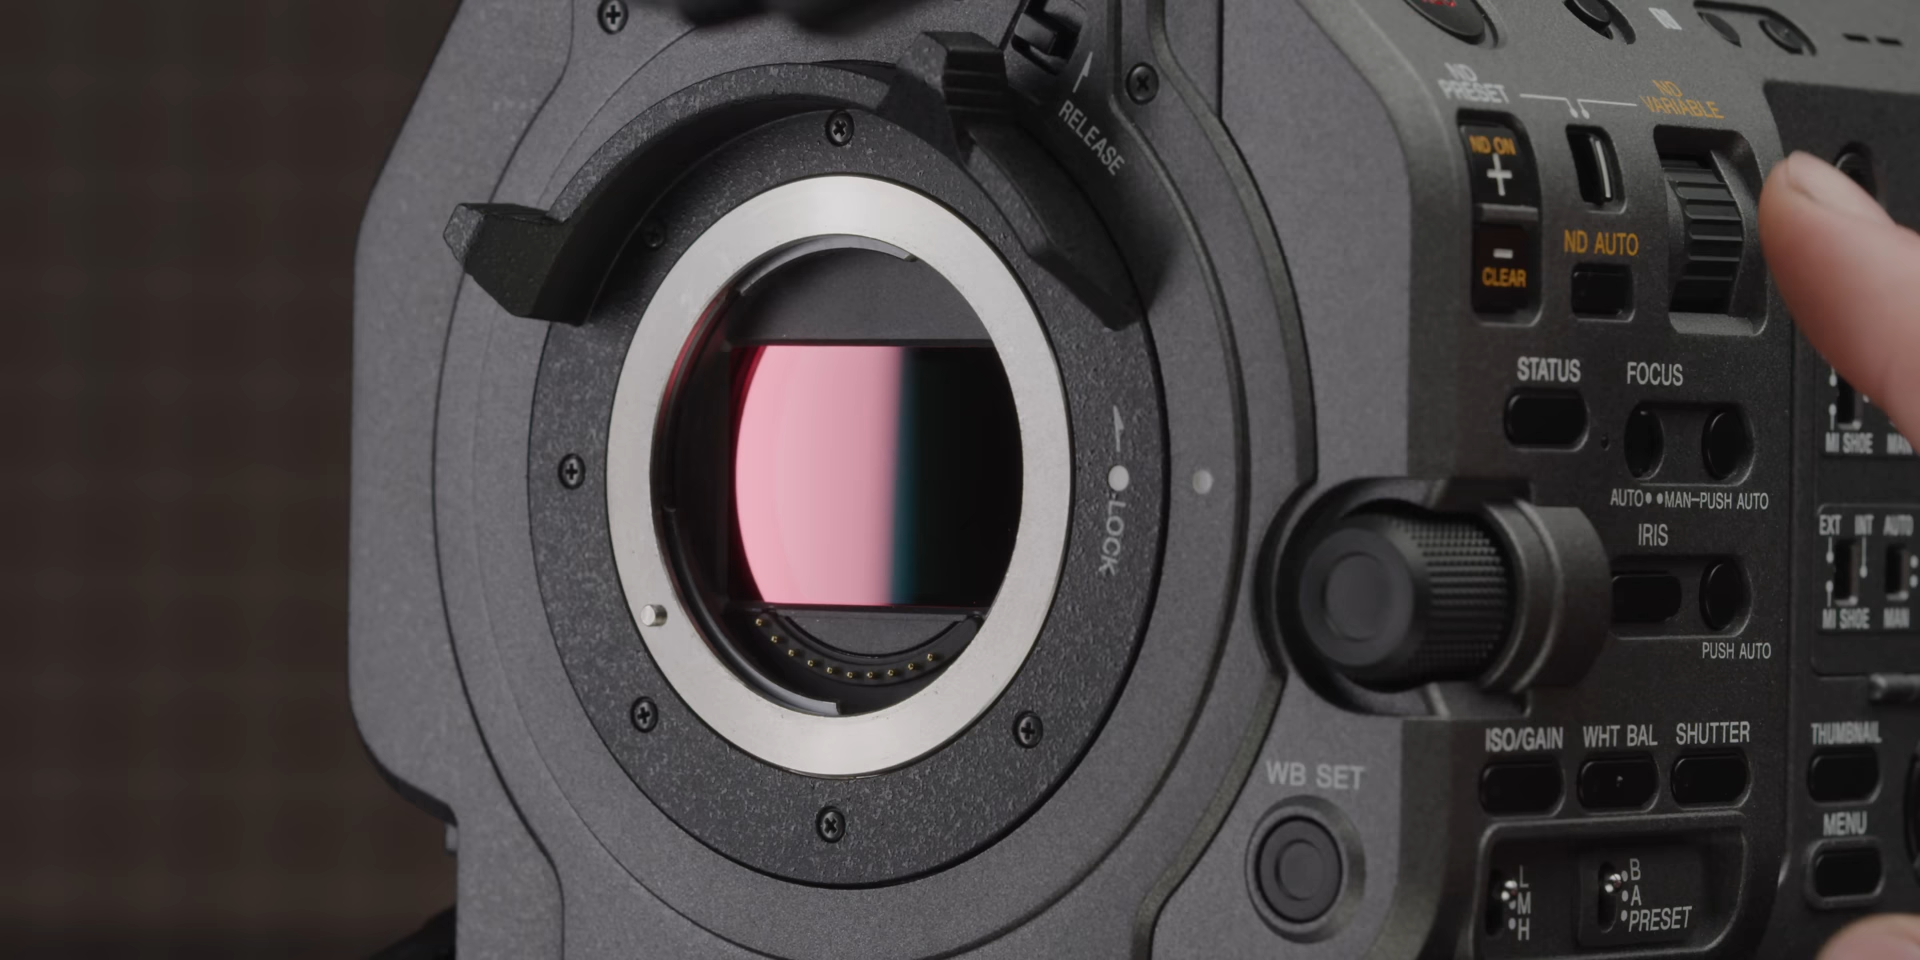 RELEASE
LOCK
ND
PRESET
ND
VARIABLE
ND ON
+
-
CLEAR
ND AUTO
STATUS
FOCUS
AUTO MAN PUSH AUTO
IRIS
PUSH AUTO
ISO/GAIN
WHT BAL
SHUTTER
WB SET
L
M
H
B
A
PRESET
MI SHOE
MAN
EXT
INT
AUTO
MI SHOE
MAN
THUMBNAIL
MENU